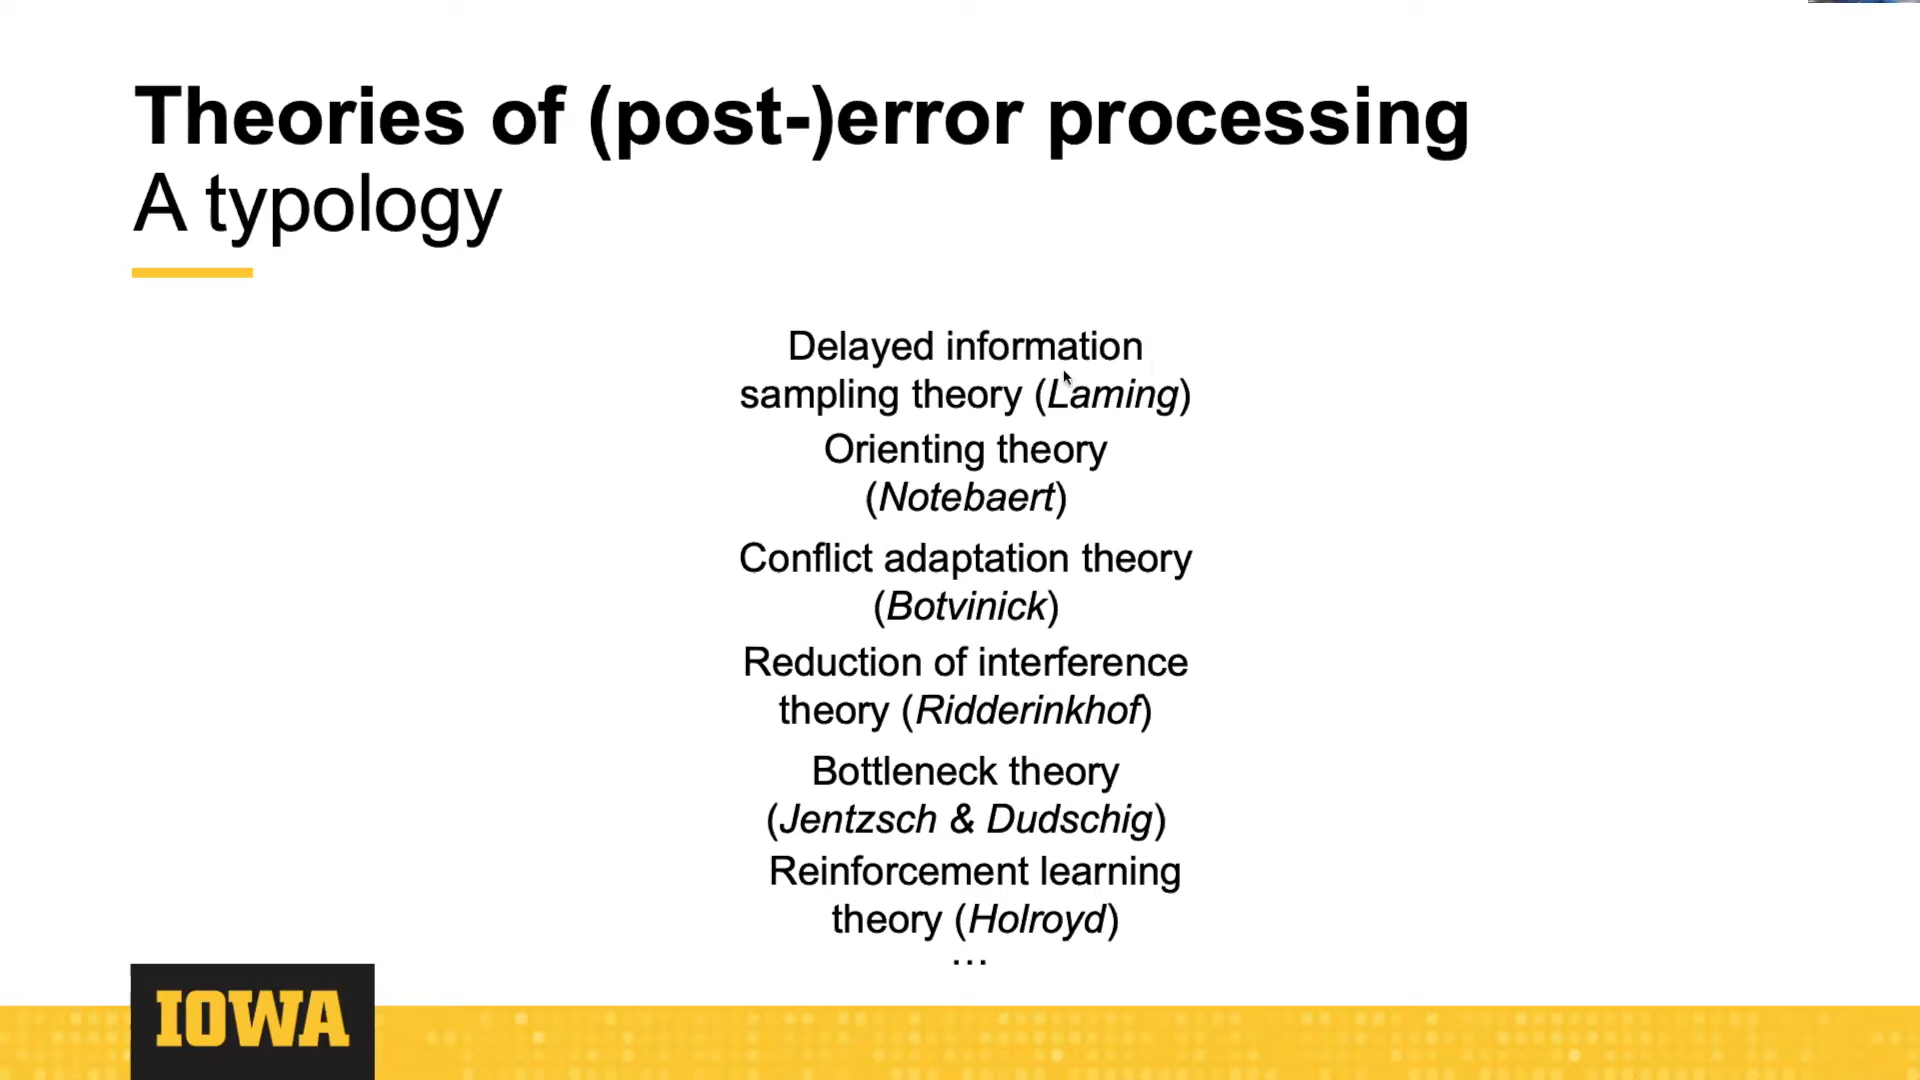 Theories of (post-)error processing
A typology
Delayed information
sampling theory (Laming)
Orienting theory
(Notebaert)
Conflict adaptation theory
(Botvinick)
Reduction of interference
theory (Ridderinkhof)
Bottleneck theory
(Jentzsch & Dudschig)
Reinforcement learning
theory (Holroyd)
…
IOWA